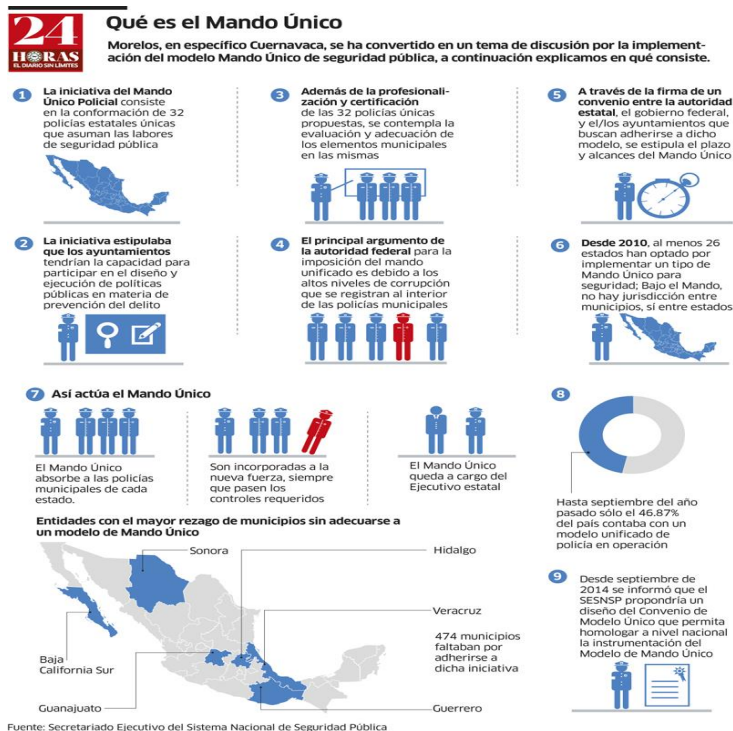 24
HORAS
EL DIARIO SIN LÍMITES
Qué es el Mando Único
Morelos, en específico Cuernavaca, se ha convertido en un tema de discusión por la implement-
ación del modelo Mando Único de seguridad pública, a continuación explicamos en qué consiste.
1
La iniciativa del Mando
Único Policial consiste
en la conformación de 32
policías estatales únicas
que asuman las labores
de seguridad pública
2
La iniciativa estipulaba
que los ayuntamientos
tendrían la capacidad para
participar en el diseño y
ejecución de políticas
públicas en materia de
prevención del delito
3
Además de la profesionali-
zación y certificación
de las 32 policías únicas
propuestas, se contempla la
evaluación y adecuación de
los elementos municipales
en las mismas
4
El principal argumento de
la autoridad federal para la
imposición del mando
unificado es debido a los
altos niveles de corrupción
que se registran al interior
de las policías municipales
5
A través de la firma de un
convenio entre la autoridad
estatal, el gobierno federal,
y el/los ayuntamientos que
buscan adherirse a dicho
modelo, se estipula el plazo
y alcances del Mando Único
6
Desde 2010, al menos 26
estados han optado por
implementar un tipo de
Mando Único para
seguridad; Bajo el Mando,
no hay jurisdicción entre
municipios, sí entre estados
7
Así actúa el Mando Único
El Mando Único
absorbe a las policías
municipales de cada
estado.
Son incorporadas a la
nueva fuerza, siempre
que pasen los
controles requeridos
El Mando Único
queda a cargo del
Ejecutivo estatal
8
Hasta septiembre del año
pasado sólo el 46.87%
del país contaba con un
modelo unificado de
policía en operación
Entidades con el mayor rezago de municipios sin adecuarse a
un modelo de Mando Único
Sonora
Hidalgo
Veracruz
474 municipios
faltaban por
adherirse a
dicha iniciativa
Baja
California Sur
Guanajuato
Guerrero
9
Desde septiembre de
2014 se informó que el
SESNSP propondría un
diseño del Convenio de
Modelo Único que permita
homologar a nivel nacional
la instrumentación del
Modelo de Mando Único
Fuente: Secretariado Ejecutivo del Sistema Nacional de Seguridad Pública